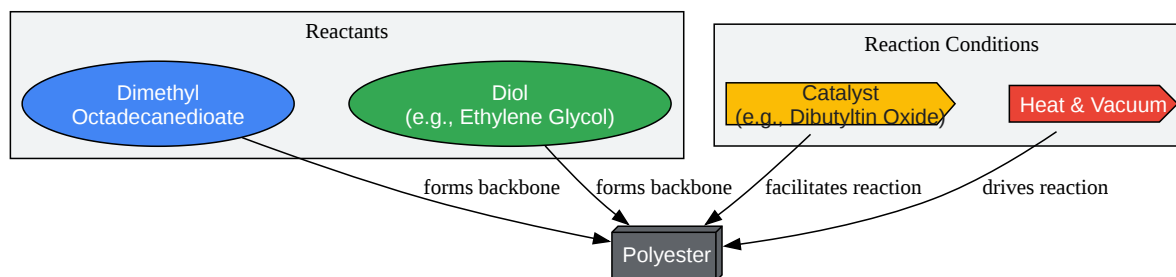 Reactants
Reaction Conditions
Dimethyl
Octadecanedioate
Diol
(e.g., Ethylene Glycol)
Catalyst
(e.g., Dibutyltin Oxide)
Heat & Vacuum
forms backbone
forms backbone
facilitates reaction
drives reaction
Polyester